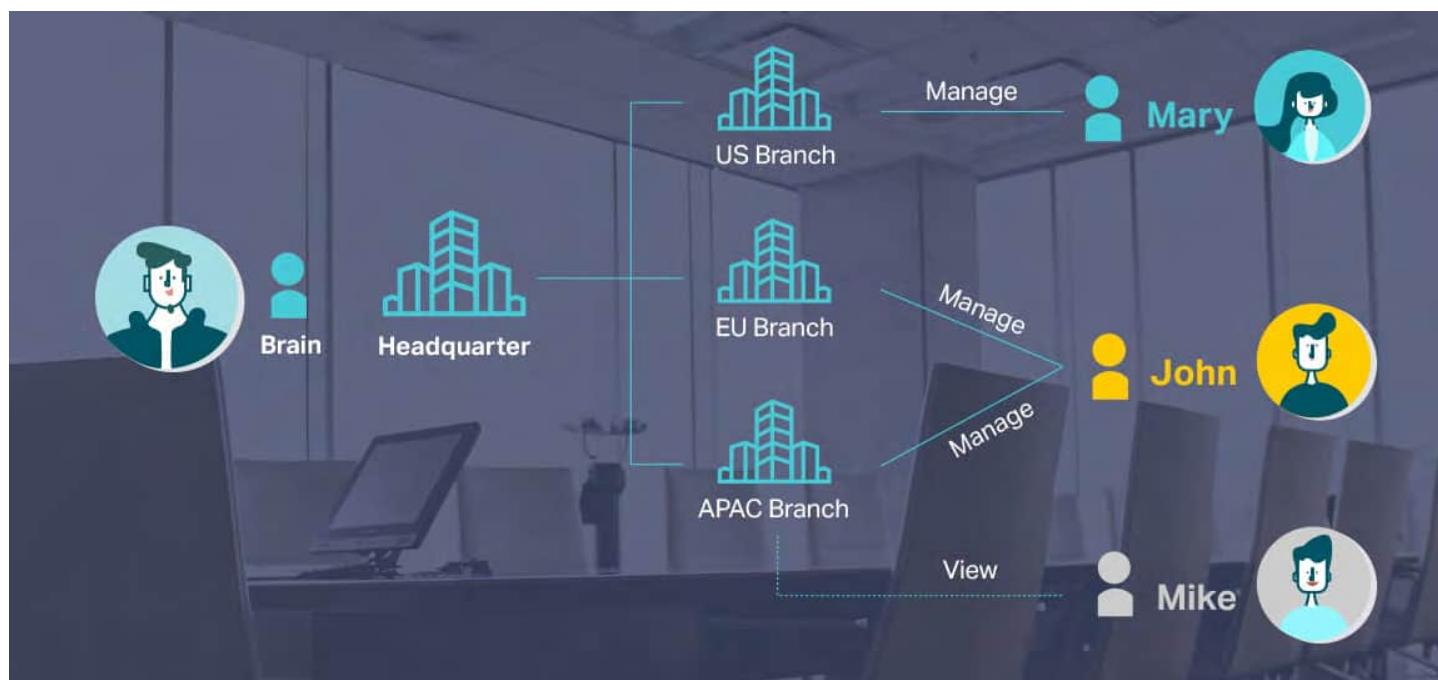 Manage
Mary
US Branch
Brain
Headquarter
EU Branch
Manage
John
Manage
APAC Branch
View
Mike